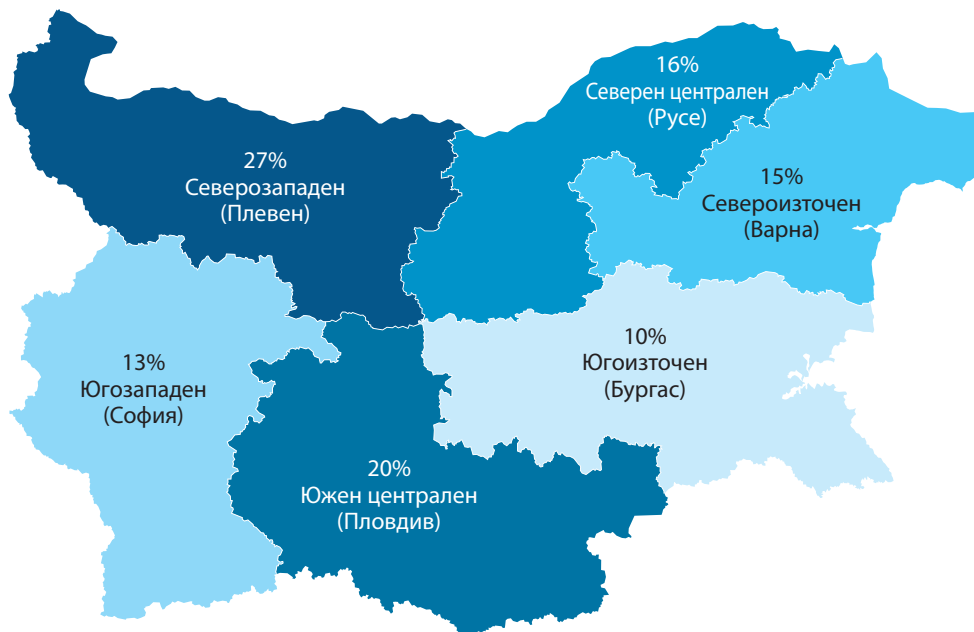 16%
Северен централен
(Русе)
27%
Северозападен
(Плевен)
15%
Североизточен
(Варна)
13%
Югозападен
(София)
10%
Югоизточен
(Бургас)
20%
Южен централен
(Пловдив)